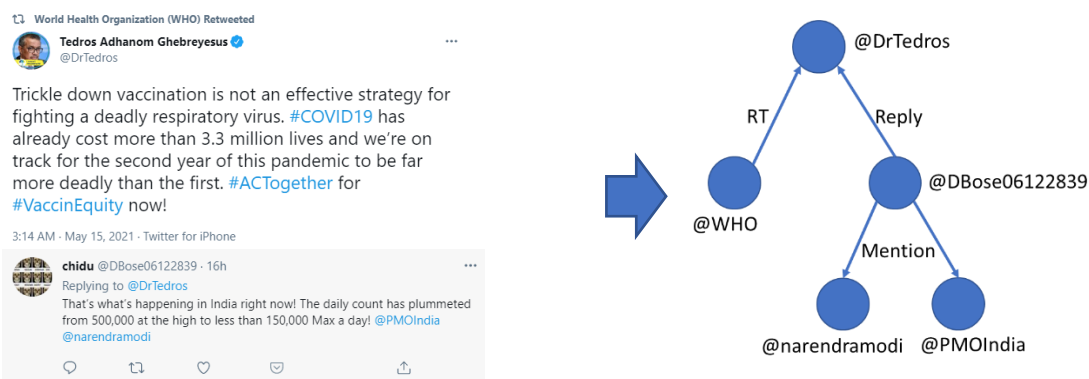 World Health Organization (WHO) Retweeted
Tedros Adhanom Ghebreyesus
@DrTedros
Trickle down vaccination is not an effective strategy for
fighting a deadly respiratory virus. #COVID19 has
already cost more than 3.3 million lives and we're on
track for the second year of this pandemic to be far
more deadly than the first. #ACTogether for
#VaccinEquity now!
3:14 AM · May 15, 2021 · Twitter for iPhone
chidu @DBose06122839 · 16h
Replying to @DrTedros
That's what's happening in India right now! The daily count has plummeted
from 500,000 at the high to less than 150,000 Max a day! @PMOIndia
@narendramodi
@DrTedros
RT
Reply
@WHO
@DBose06122839
Mention
@narendramodi
@PMOIndia